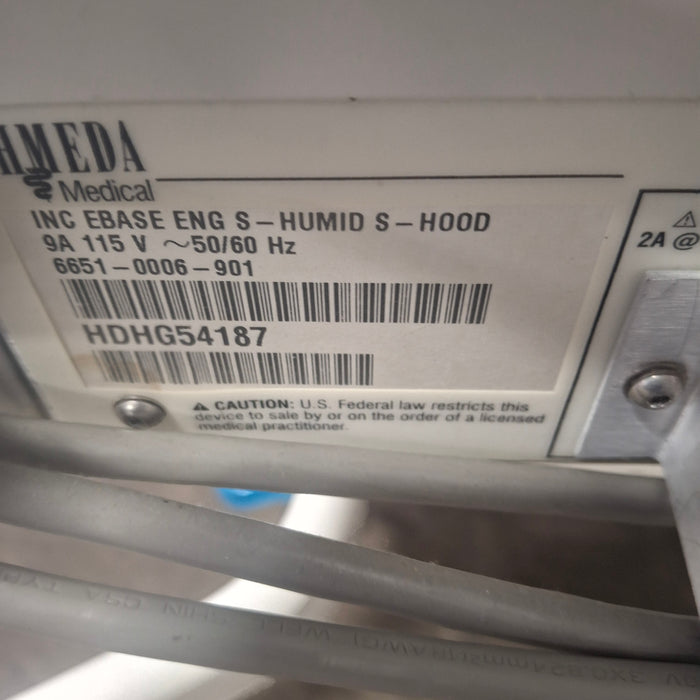 HMEDA
Medical
INC EBASE ENG S-HUMID S-HOOD
9A 115 V ~50/60 Hz
6651-0006-901
HDHG54187
⚠ CAUTION: U.S. Federal law restricts this
device to sale by or on the order of a licensed
medical practitioner.
⚠
2A @